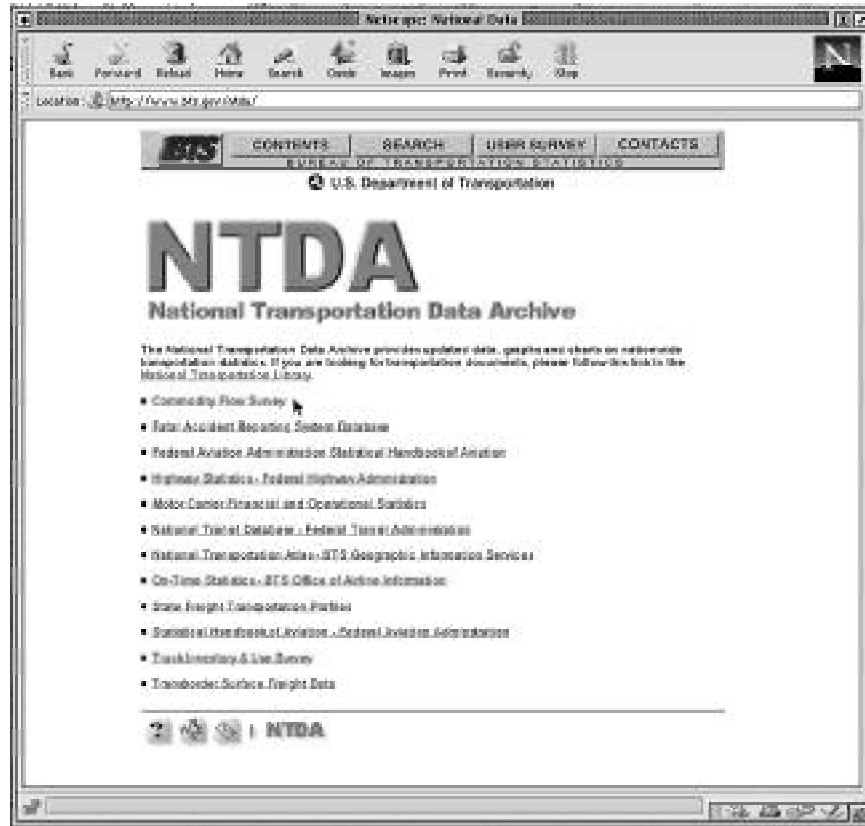 Netscape: National Data
Back Forward Reload Home Search Guide Images Print Security Stop
N
Location: http://www.bts.gov/ntda/
BTS CONTENTS SEARCH USER SURVEY CONTACTS
BUREAU OF TRANSPORTATION STATISTICS
U.S. Department of Transportation
NTDA
National Transportation Data Archive
The National Transportation Data Archive provides updated data, graphs and charts on nationwide
transportation statistics. If you are looking for transportation documents, please follow this link to the
National Transportation Library.
Commodity Flow Survey
Fatal Accident Reporting System Database
Federal Aviation Administration Statistical Handbook of Aviation
Highway Statistics - Federal Highway Administration
Motor Carrier Financial and Operational Statistics
National Transit Database - Federal Transit Administration
National Transportation Atlas - BTS Geographic Information Services
On-Time Statistics - BTS Office of Airline Information
State Freight Transportation Profiles
Statistical Handbook of Aviation - Federal Aviation Administration
Truck Inventory & Use Survey
Transborder Surface Freight Data
? | NTDA